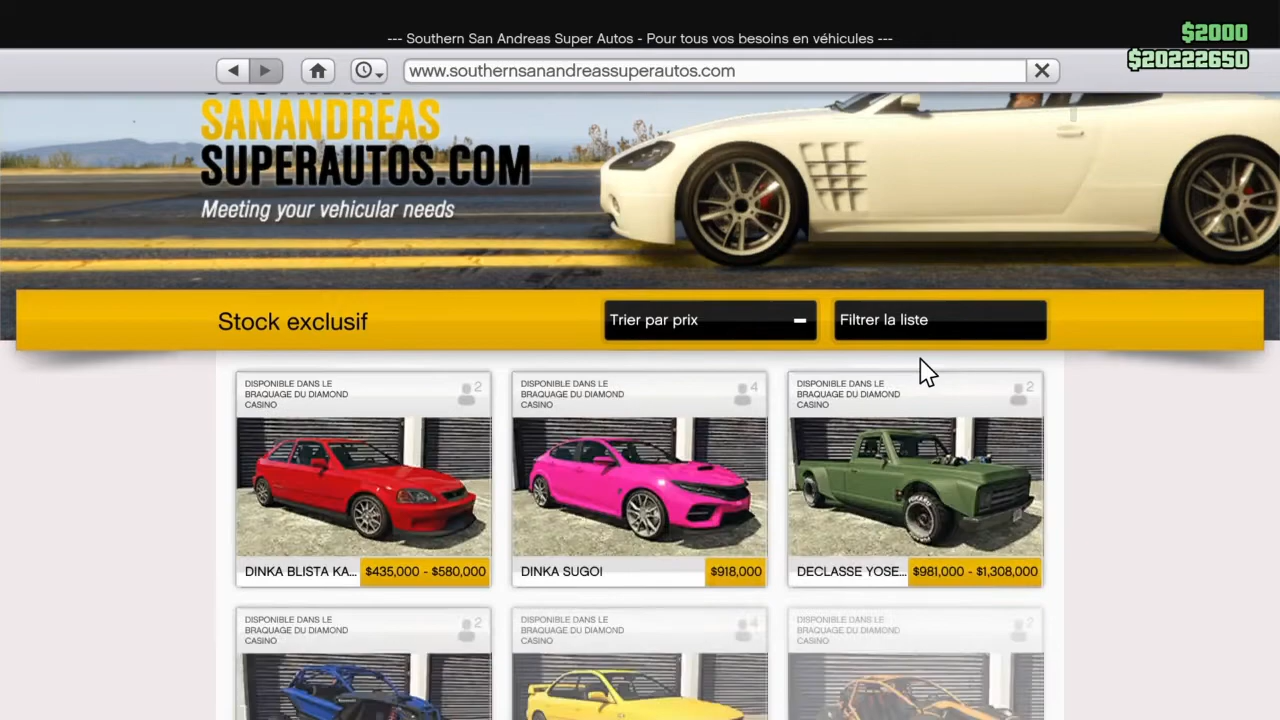 --- Southern San Andreas Super Autos - Pour tous vos besoins en véhicules ---
$2000
$20222650
www.southernsanandreassuperautos.com
SANANDREAS
SUPERAUTOS.COM
Meeting your vehicular needs
Stock exclusif
Trier par prix
Filtrer la liste
DISPONIBLE DANS LE
BRAQUAGE DU DIAMOND
CASINO
2
DINKA BLISTA KA...
$435,000 - $580,000
DISPONIBLE DANS LE
BRAQUAGE DU DIAMOND
CASINO
4
DINKA SUGOI
$918,000
DISPONIBLE DANS LE
BRAQUAGE DU DIAMOND
CASINO
2
DECLASSE YOSE...
$981,000 - $1,308,000
DISPONIBLE DANS LE
BRAQUAGE DU DIAMOND
CASINO
2
DISPONIBLE DANS LE
BRAQUAGE DU DIAMOND
CASINO
4
DISPONIBLE DANS LE
BRAQUAGE DU DIAMOND
CASINO
2